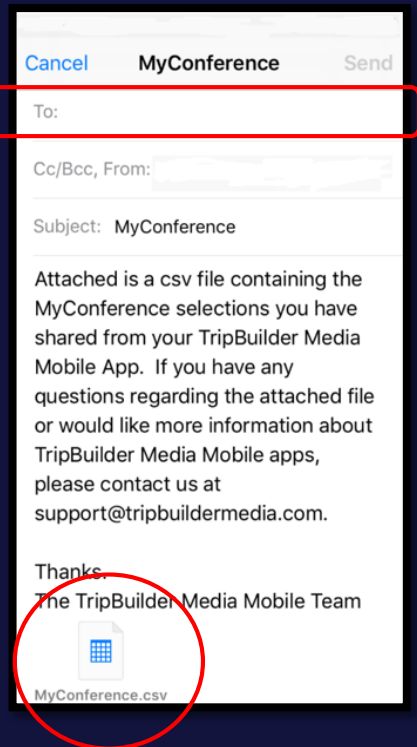 Cancel MyConference Send
To:
Cc/Bcc, From:
Subject: MyConference
Attached is a csv file containing the
MyConference selections you have
shared from your TripBuilder Media
Mobile App. If you have any
questions regarding the attached file
or would like more information about
TripBuilder Media Mobile apps,
please contact us at
support@tripbuildermedia.com.
Thanks.
The TripBuilder Media Mobile Team
MyConference.csv